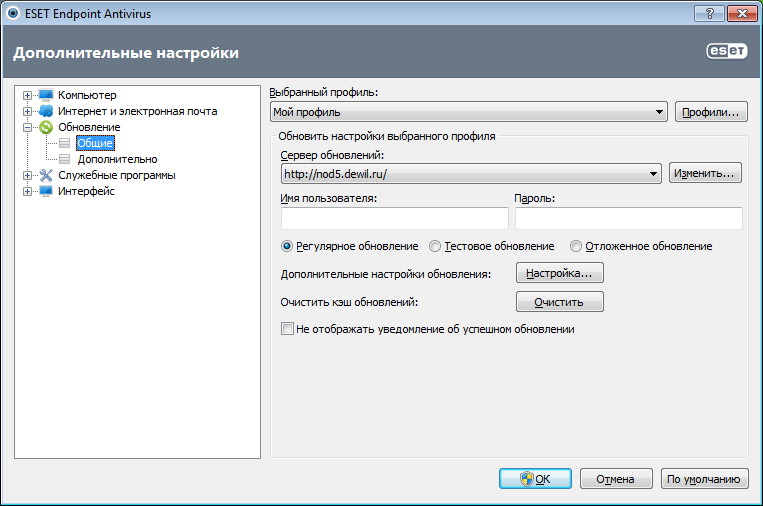 ESET Endpoint Antivirus
Дополнительные настройки
eseT
Компьютер
Интернет и электронная почта
Обновление
Общие
Дополнительно
Служебные программы
Интерфейс
Выбранный профиль:
Мой профиль
Профили...
Обновить настройки выбранного профиля
Сервер обновлений:
http://nod5.dewil.ru/
Изменить...
Имя пользователя:
Пароль:
Регулярное обновление
Тестовое обновление
Отложенное обновление
Дополнительные настройки обновления:
Настройка...
Очистить кэш обновлений:
Очистить
Не отображать уведомление об успешном обновлении
OK
Отмена
По умолчанию